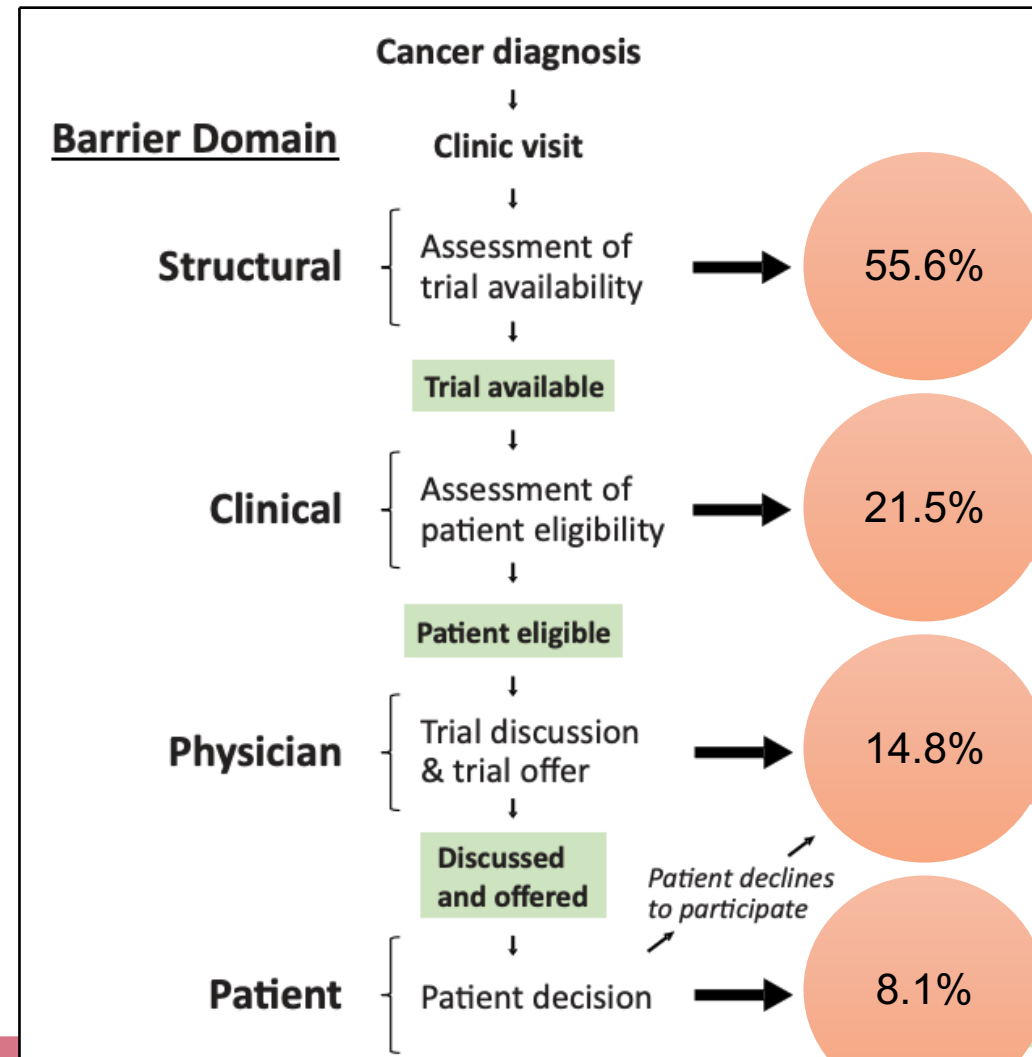 Cancer diagnosis
Barrier Domain
Clinic visit
Structural
Assessment of
trial availability
55.6%
Trial available
Clinical
Assessment of
patient eligibility
21.5%
Patient eligible
Physician
Trial discussion
& trial offer
14.8%
Discussed
and offered
Patient declines
to participate
Patient
Patient decision
8.1%